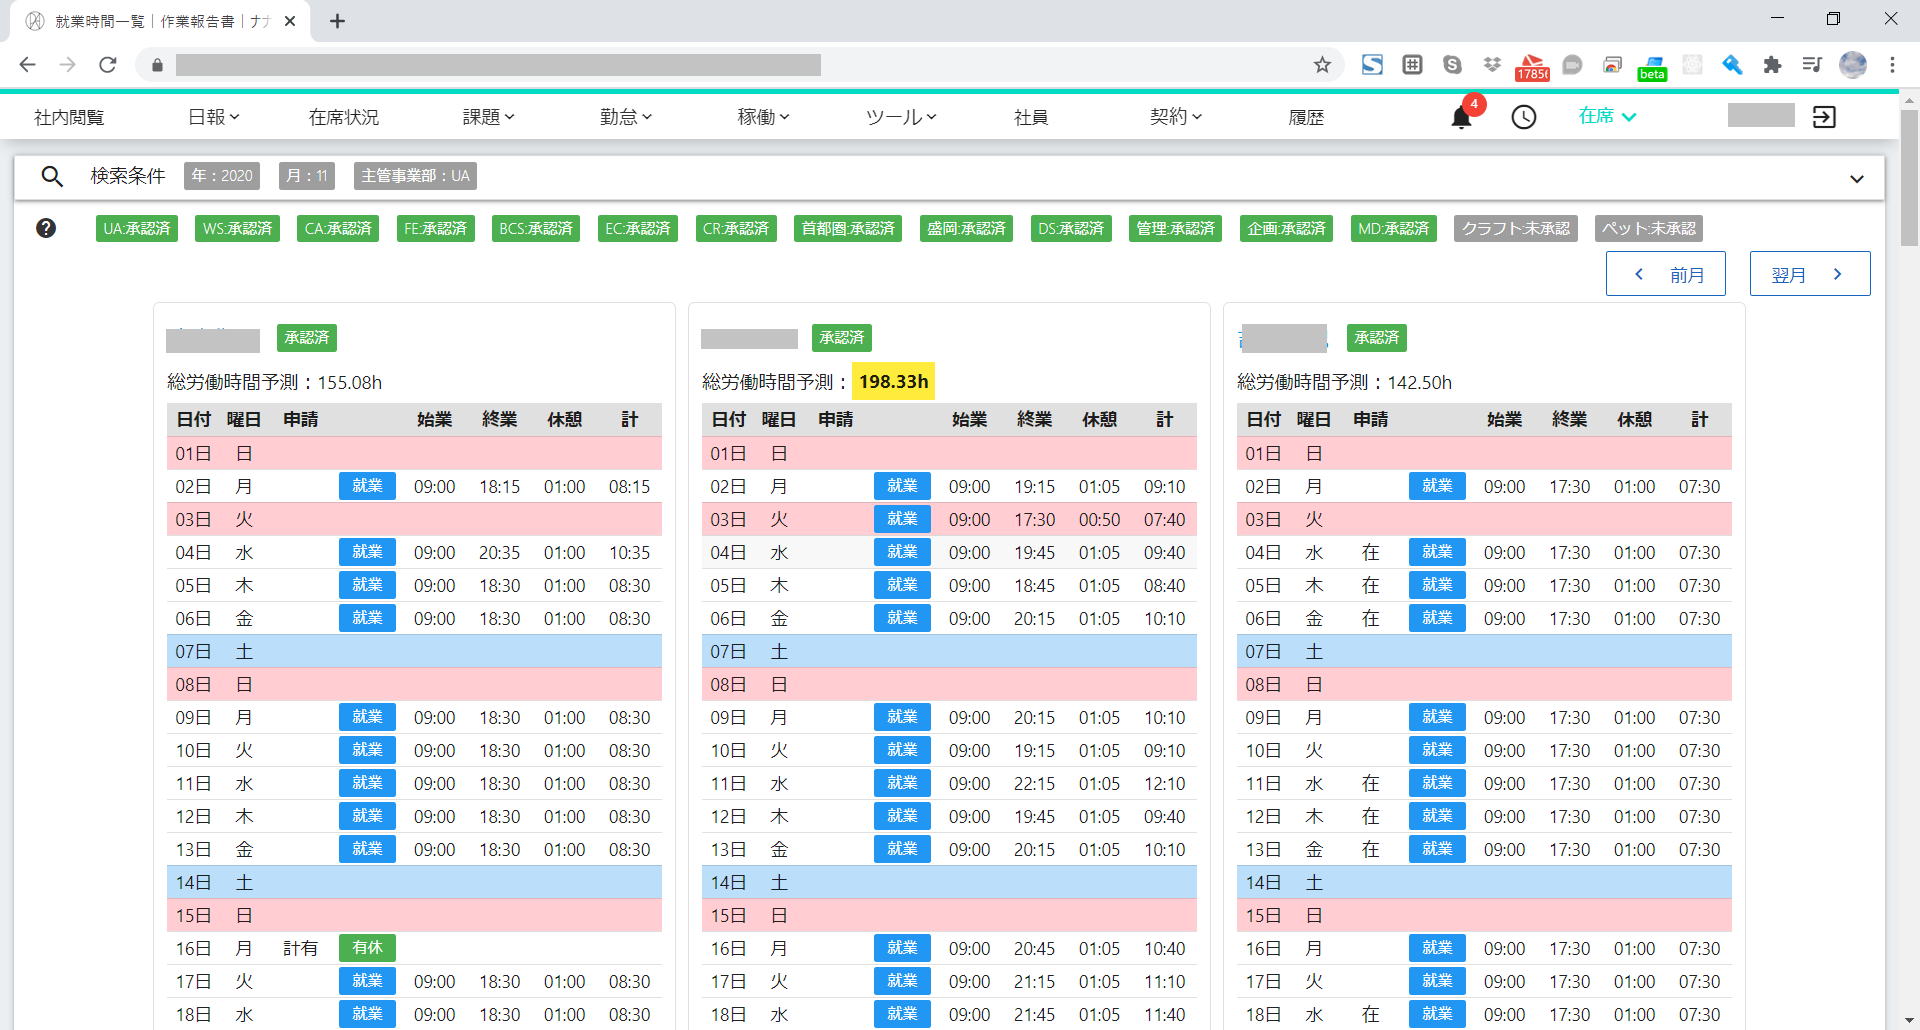 就業時間一覧｜作業報告書｜ナナ
17856
beta
社内閲覧 日報 在席状況 課題 勤怠 稼働 ツール 社員 契約 履歴 4 在席
検索条件 年：2020 月：11 主管事業部：UA
UA:承認済 WS:承認済 CA:承認済 FE:承認済 BCS:承認済 EC:承認済 CR:承認済 首都圏:承認済 盛岡:承認済 DS:承認済 管理:承認済 企画:承認済 MD:承認済 クラフト:未承認 ペット:未承認
前月 翌月
承認済
総労働時間予測：155.08h
日付 曜日 申請 始業 終業 休憩 計
01日 日
02日 月 就業 09:00 18:15 01:00 08:15
03日 火
04日 水 就業 09:00 20:35 01:00 10:35
05日 木 就業 09:00 18:30 01:00 08:30
06日 金 就業 09:00 18:30 01:00 08:30
07日 土
08日 日
09日 月 就業 09:00 18:30 01:00 08:30
10日 火 就業 09:00 18:30 01:00 08:30
11日 水 就業 09:00 18:30 01:00 08:30
12日 木 就業 09:00 18:30 01:00 08:30
13日 金 就業 09:00 18:30 01:00 08:30
14日 土
15日 日
16日 月 計有 有休
17日 火 就業 09:00 18:30 01:00 08:30
18日 水 就業 09:00 18:30 01:00 08:30
承認済
総労働時間予測：198.33h
日付 曜日 申請 始業 終業 休憩 計
01日 日
02日 月 就業 09:00 19:15 01:05 09:10
03日 火 就業 09:00 17:30 00:50 07:40
04日 水 就業 09:00 19:45 01:05 09:40
05日 木 就業 09:00 18:45 01:05 08:40
06日 金 就業 09:00 20:15 01:05 10:10
07日 土
08日 日
09日 月 就業 09:00 20:15 01:05 10:10
10日 火 就業 09:00 19:15 01:05 09:10
11日 水 就業 09:00 22:15 01:05 12:10
12日 木 就業 09:00 19:45 01:05 09:40
13日 金 就業 09:00 20:15 01:05 10:10
14日 土
15日 日
16日 月 就業 09:00 20:45 01:05 10:40
17日 火 就業 09:00 21:15 01:05 11:10
18日 水 就業 09:00 21:45 01:05 11:40
承認済
総労働時間予測：142.50h
日付 曜日 申請 始業 終業 休憩 計
01日 日
02日 月 就業 09:00 17:30 01:00 07:30
03日 火
04日 水 在 就業 09:00 17:30 01:00 07:30
05日 木 在 就業 09:00 17:30 01:00 07:30
06日 金 在 就業 09:00 17:30 01:00 07:30
07日 土
08日 日
09日 月 就業 09:00 17:30 01:00 07:30
10日 火 就業 09:00 17:30 01:00 07:30
11日 水 在 就業 09:00 17:30 01:00 07:30
12日 木 在 就業 09:00 17:30 01:00 07:30
13日 金 在 就業 09:00 17:30 01:00 07:30
14日 土
15日 日
16日 月 就業 09:00 17:30 01:00 07:30
17日 火 就業 09:00 17:30 01:00 07:30
18日 水 在 就業 09:00 17:30 01:00 07:30